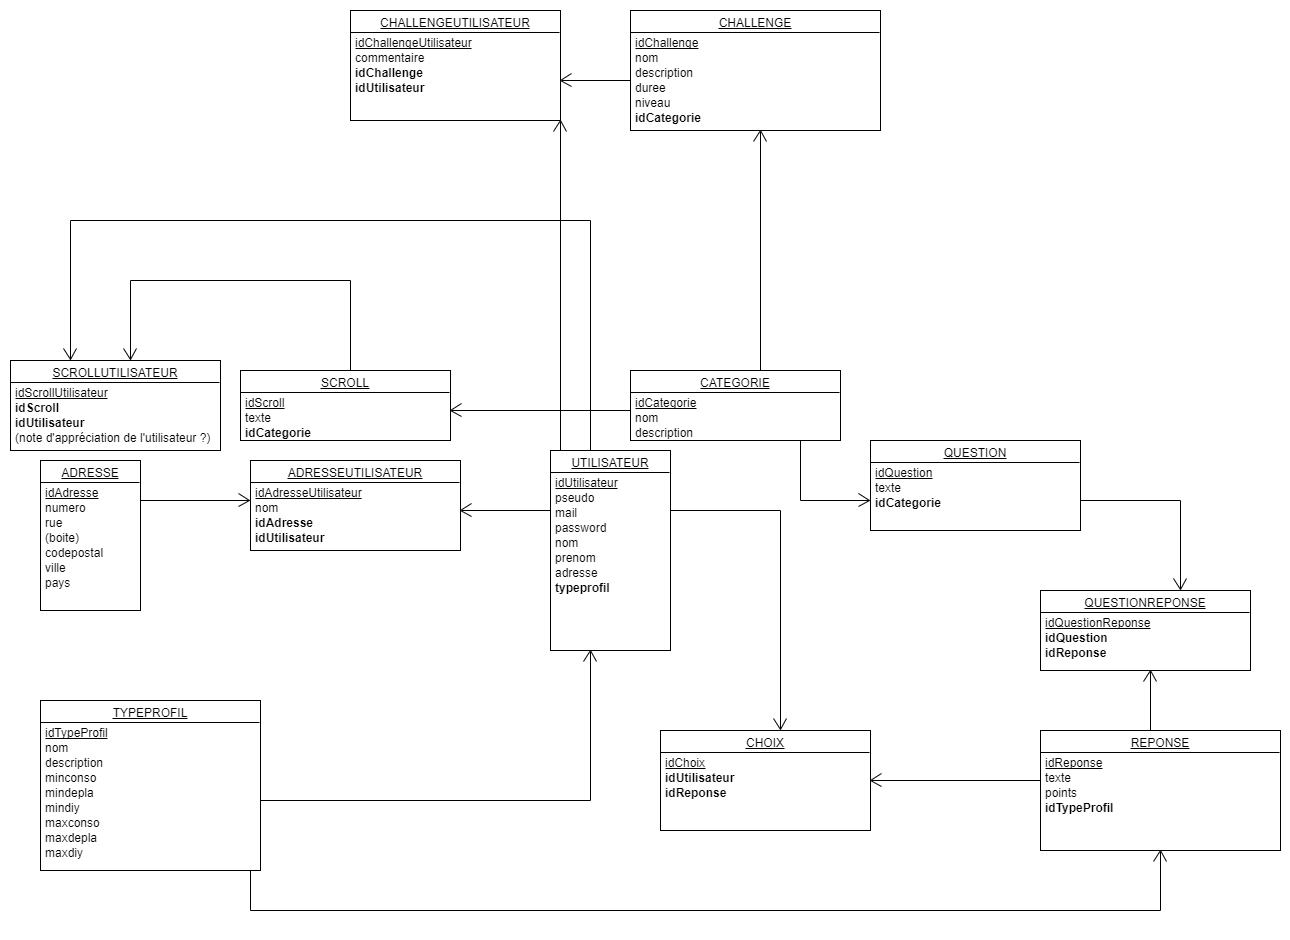 CHALLENGEUTILISATEUR
idChallengeUtilisateur
commentaire
idChallenge
idUtilisateur
CHALLENGE
idChallenge
nom
description
duree
niveau
idCategorie
SCROLLUTILISATEUR
idScrollUtilisateur
idScroll
idUtilisateur
(note d'appréciation de l'utilisateur ?)
SCROLL
idScroll
texte
idCategorie
CATEGORIE
idCategorie
nom
description
QUESTION
idQuestion
texte
idCategorie
ADRESSE
idAdresse
numero
rue
(boite)
codepostal
ville
pays
ADRESSEUTILISATEUR
idAdresseUtilisateur
nom
idAdresse
idUtilisateur
UTILISATEUR
idUtilisateur
pseudo
mail
password
nom
prenom
adresse
typeprofil
QUESTIONREPONSE
idQuestionReponse
idQuestion
idReponse
TYPEPROFIL
idTypeProfil
nom
description
minconso
mindepla
mindiy
maxconso
maxdepla
maxdiy
CHOIX
idChoix
idUtilisateur
idReponse
REPONSE
idReponse
texte
points
idTypeProfil